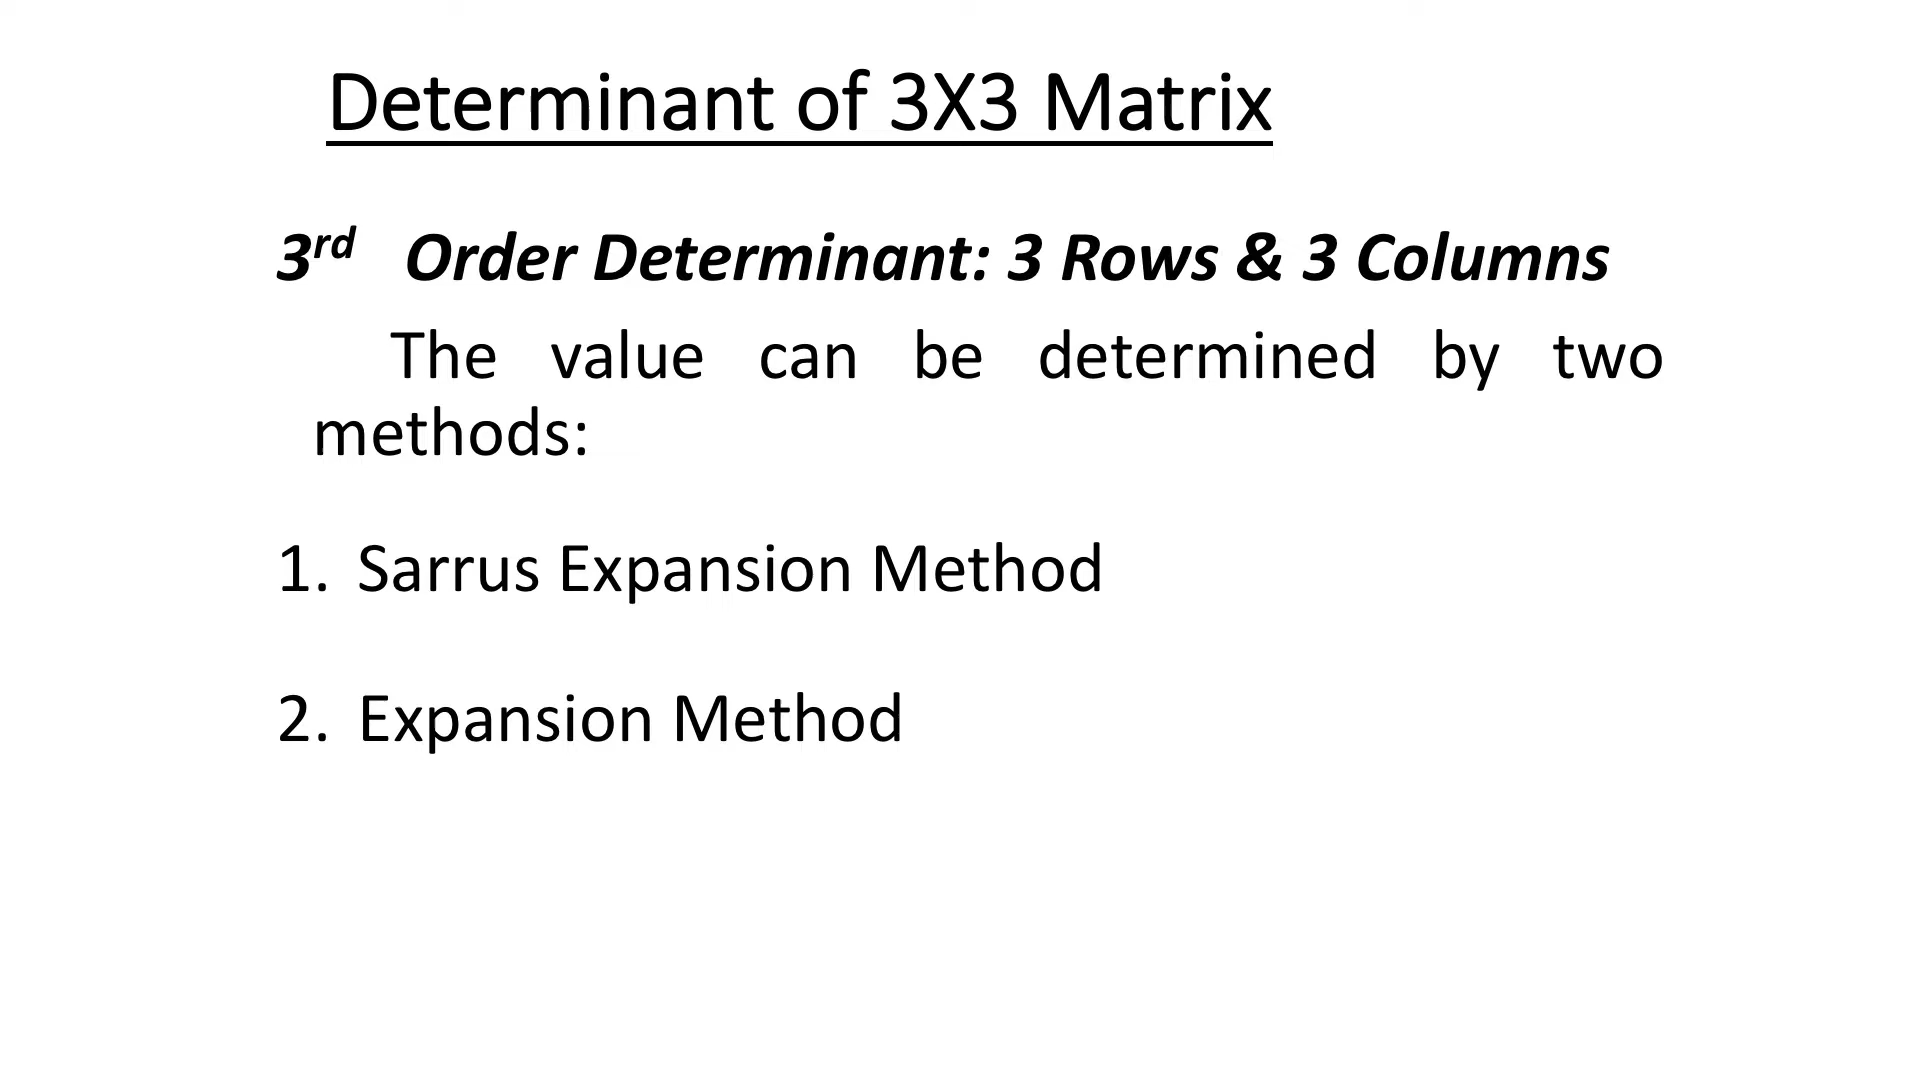 Determinant of 3X3 Matrix
3rd Order Determinant: 3 Rows & 3 Columns
The value can be determined by two
methods:
1. Sarrus Expansion Method
2. Expansion Method